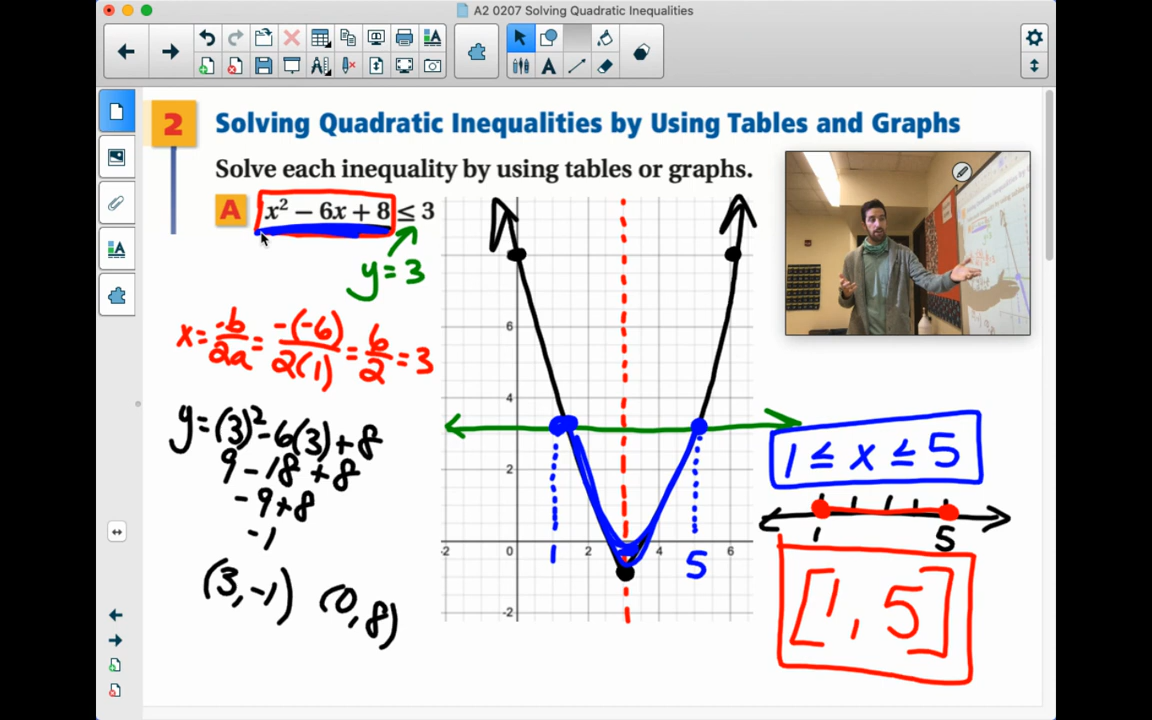 A2 0207 Solving Quadratic Inequalities
2 Solving Quadratic Inequalities by Using Tables and Graphs
Solve each inequality by using tables or graphs.
A x² − 6x + 8 ≤ 3
y = 3
x = -b/2a = -(-6)/2(1) = 6/2 = 3
y = (3)² - 6(3) + 8
9 - 18 + 8
-9 + 8
-1
(3, -1) (0, 8)
6
4
2
-2 0 2 4 6
-2
1 5
1 ≤ x ≤ 5
1 5
[1, 5]